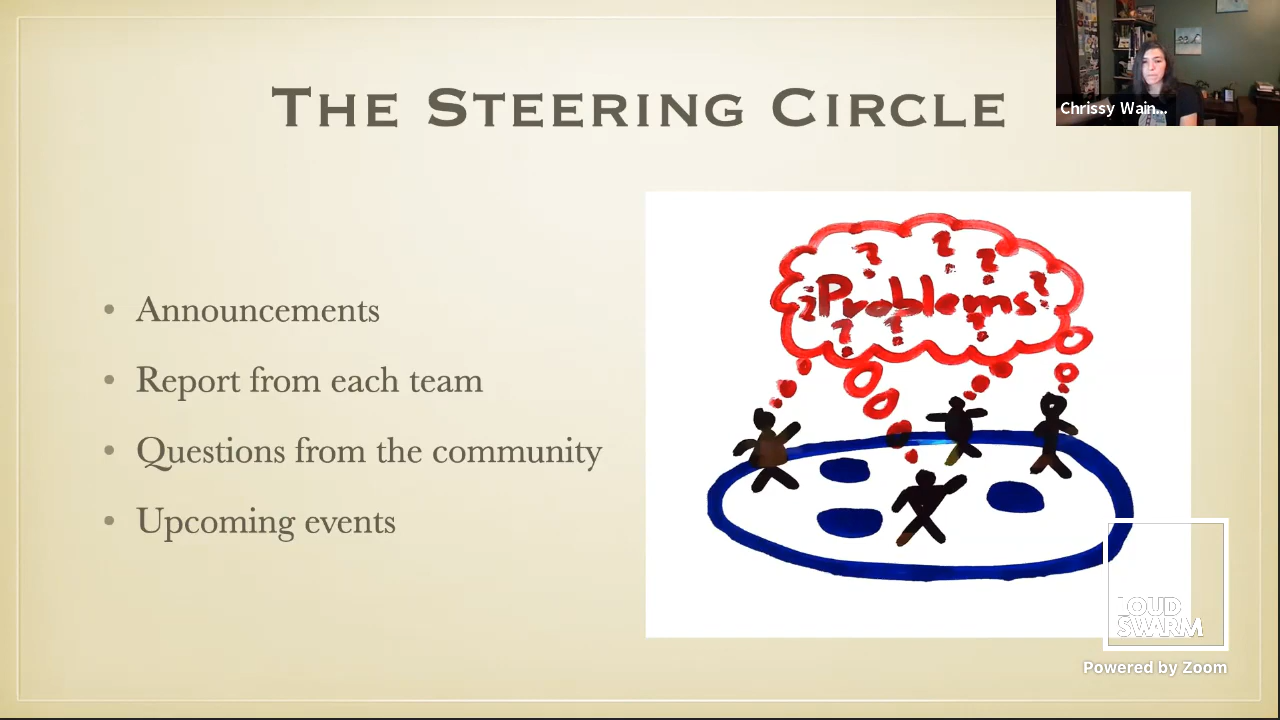 THE STEERING CIRCLE
Chrissy Wain...
• Announcements
• Report from each team
• Questions from the community
• Upcoming events
? ? ? ?
? Problems ?
? ? ?
LOUD
SWARM
Powered by Zoom